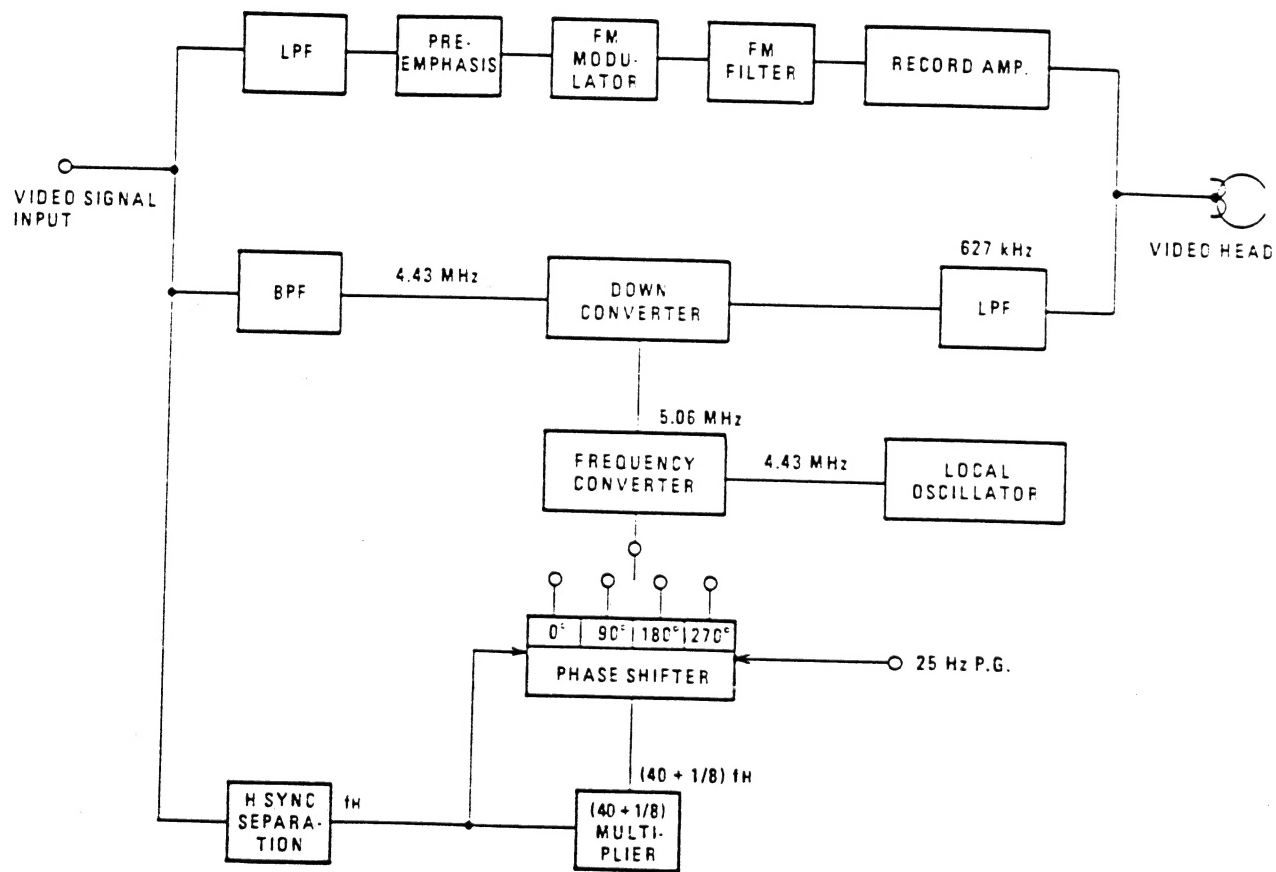 LPF
PRE-
EMPHASIS
FM
MODU-
LATOR
FM
FILTER
RECORD AMP.
VIDEO SIGNAL
INPUT
VIDEO HEAD
BPF
4.43 MHz
DOWN
CONVERTER
627 kHz
LPF
5.06 MHz
FREQUENCY
CONVERTER
4.43 MHz
LOCAL
OSCILLATOR
0° 90° 180° 270°
PHASE SHIFTER
25 Hz P.G.
(40 + 1/8) fH
H SYNC
SEPARA-
TION
fH
(40 + 1/8)
MULTI-
PLIER